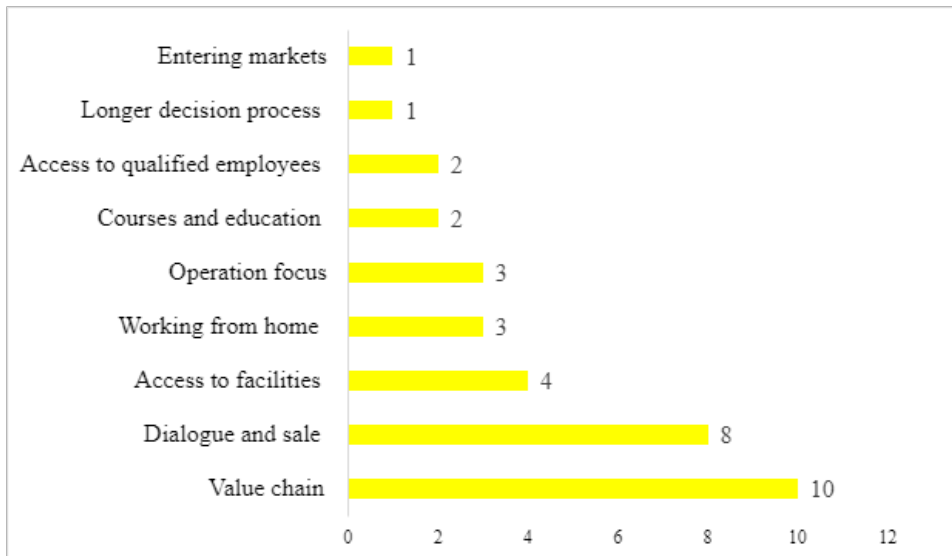 Entering markets 1
Longer decision process 1
Access to qualified employees 2
Courses and education 2
Operation focus 3
Working from home 3
Access to facilities 4
Dialogue and sale 8
Value chain 10
0 2 4 6 8 10 12